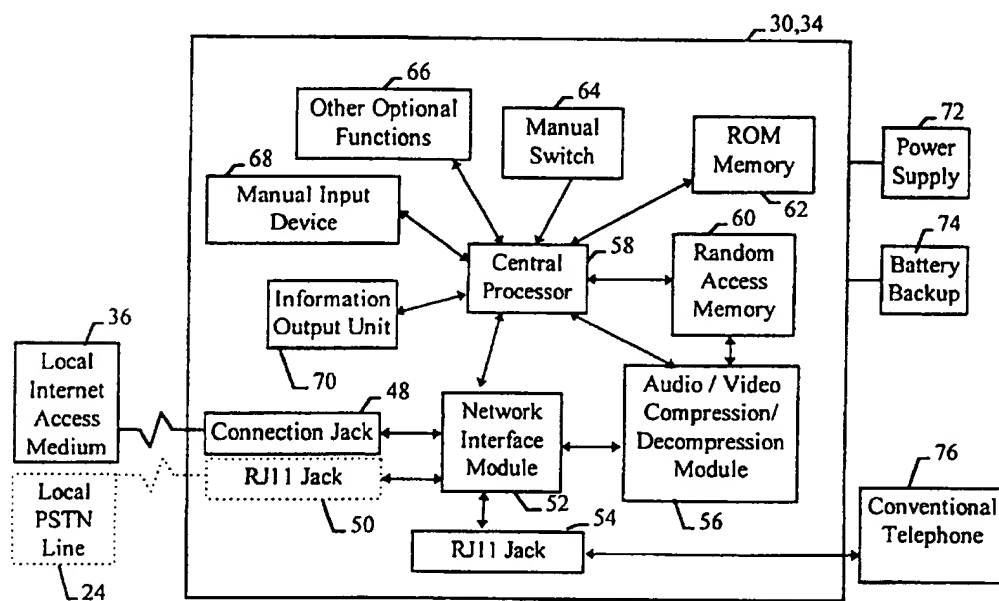 30,34
66
Other Optional
Functions
64
Manual
Switch
ROM
Memory
62
72
Power
Supply
68
Manual Input
Device
60
Random
Access
Memory
58
Central
Processor
74
Battery
Backup
Information
Output Unit
70
36
Local
Internet
Access
Medium
48
Connection Jack
RJ11 Jack
50
Network
Interface
Module
52
Audio / Video
Compression/
Decompression
Module
56
54
RJ11 Jack
76
Conventional
Telephone
Local
PSTN
Line
24